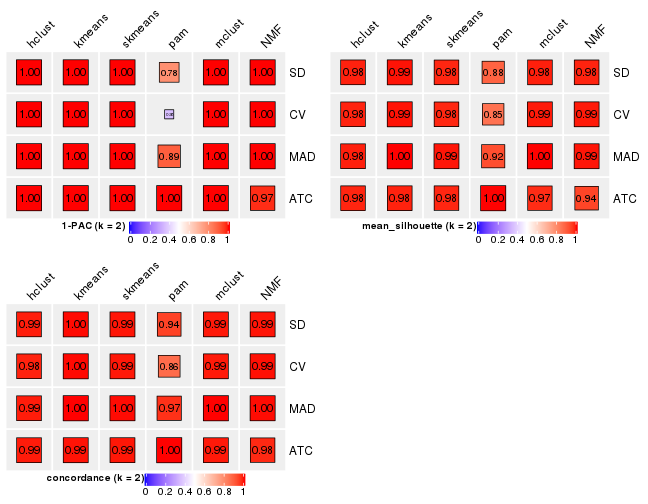 hclust kmeans skmeans pam mclust NMF
1.00 1.00 1.00 0.78 1.00 1.00 SD
1.00 1.00 1.00 1.00 1.00 CV
1.00 1.00 1.00 0.89 1.00 1.00 MAD
1.00 1.00 1.00 1.00 1.00 0.97 ATC
1-PAC (k = 2)
0 0.2 0.4 0.6 0.8 1
hclust kmeans skmeans pam mclust NMF
0.98 0.99 0.98 0.88 0.98 0.98 SD
0.98 0.99 0.98 0.85 0.99 0.99 CV
0.98 1.00 0.99 0.92 1.00 0.99 MAD
0.98 0.98 0.98 1.00 0.97 0.94 ATC
mean_silhouette (k = 2)
0 0.2 0.4 0.6 0.8 1
hclust kmeans skmeans pam mclust NMF
0.99 1.00 0.99 0.94 0.99 0.99 SD
0.98 1.00 0.99 0.86 0.99 0.99 CV
0.99 1.00 1.00 0.97 1.00 1.00 MAD
0.99 0.99 0.99 1.00 0.99 0.98 ATC
concordance (k = 2)
0 0.2 0.4 0.6 0.8 1